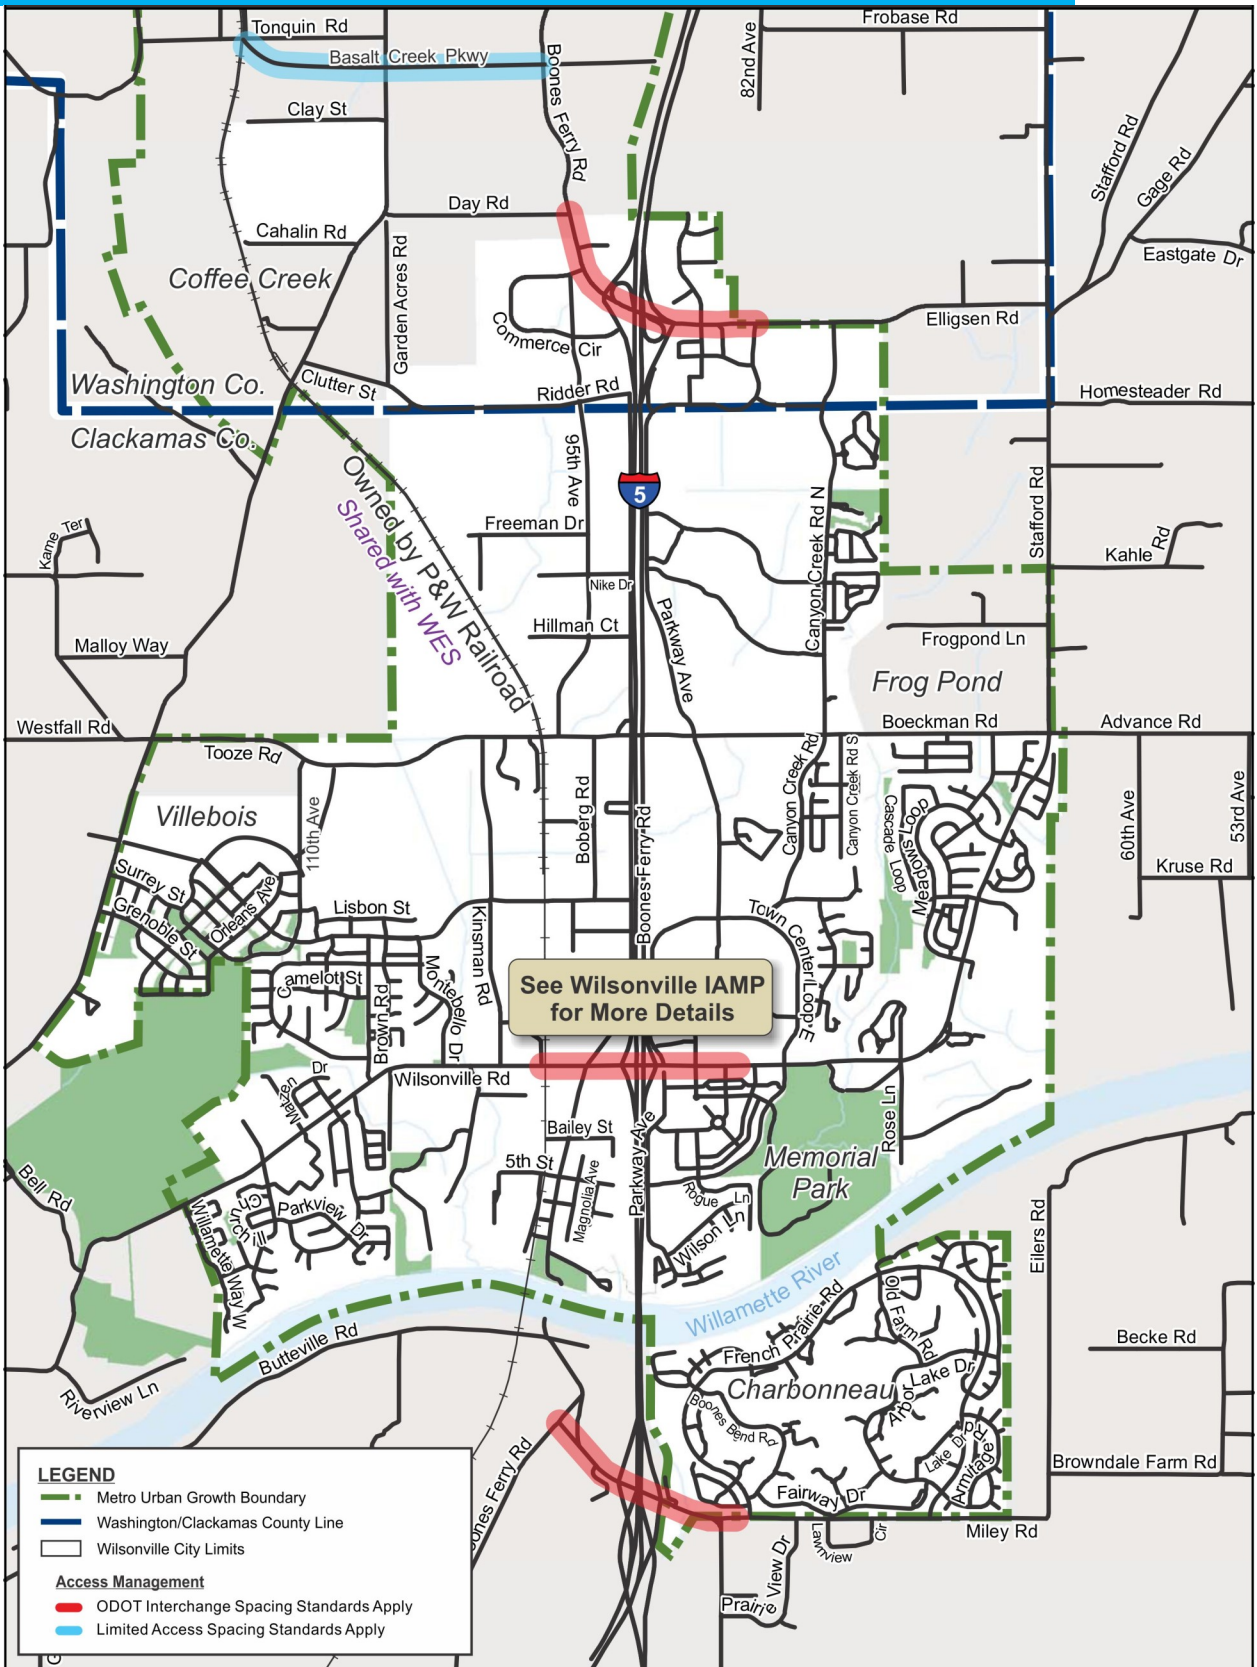 Tonquin Rd
Frobase Rd
Basalt Creek Pkwy
Boones Ferry Rd
82nd Ave
Clay St
Stafford Rd
Gage Rd
Day Rd
Cahalin Rd
Eastgate Dr
Coffee Creek
Garden Acres Rd
Commerce Cir
Elligsen Rd
Washington Co.
Clutter St
Ridder Rd
Homesteader Rd
Clackamas Co.
95th Ave
5
Owned by P&W Railroad
Shared with WES
Canyon Creek Rd N
Stafford Rd
Kame Ter
Freeman Dr
Kahle Rd
Nike Dr
Parkway Ave
Hillman Ct
Frogpond Ln
Malloy Way
Frog Pond
Westfall Rd
Boeckman Rd
Advance Rd
Tooze Rd
Canyon Creek Rd
Canyon Creek Rd S
Villebois
110th Ave
Boberg Rd
Boones Ferry Rd
Cascade Loop
Meadows Loop
60th Ave
53rd Ave
Kruse Rd
Surrey St
Orleans Ave
Grenoble St
Lisbon St
Kinsman Rd
Town Center Loop E
Camelot St
Montebello Dr
Brown Rd
See Wilsonville IAMP
for More Details
Wilsonville Rd
Matzen Dr
Rose Ln
Bailey St
Parkway Ave
5th St
Magnolia Ave
Memorial
Park
Bell Rd
Rogue Ln
Wilson Ln
Churchill
Parkview Dr
Willamette Way W
Eilers Rd
Willamette River
Old Farm Rd
French Prairie Rd
Butteville Rd
Becke Rd
Riverview Ln
Charbonneau
Arbor Lake Dr
Boones Bend Rd
Lake Dr
Armitage Rd
Browndale Farm Rd
Boones Ferry Rd
Fairway Dr
Lawnview Cir
Miley Rd
Prairie View Dr
LEGEND
Metro Urban Growth Boundary
Washington/Clackamas County Line
Wilsonville City Limits
Access Management
ODOT Interchange Spacing Standards Apply
Limited Access Spacing Standards Apply